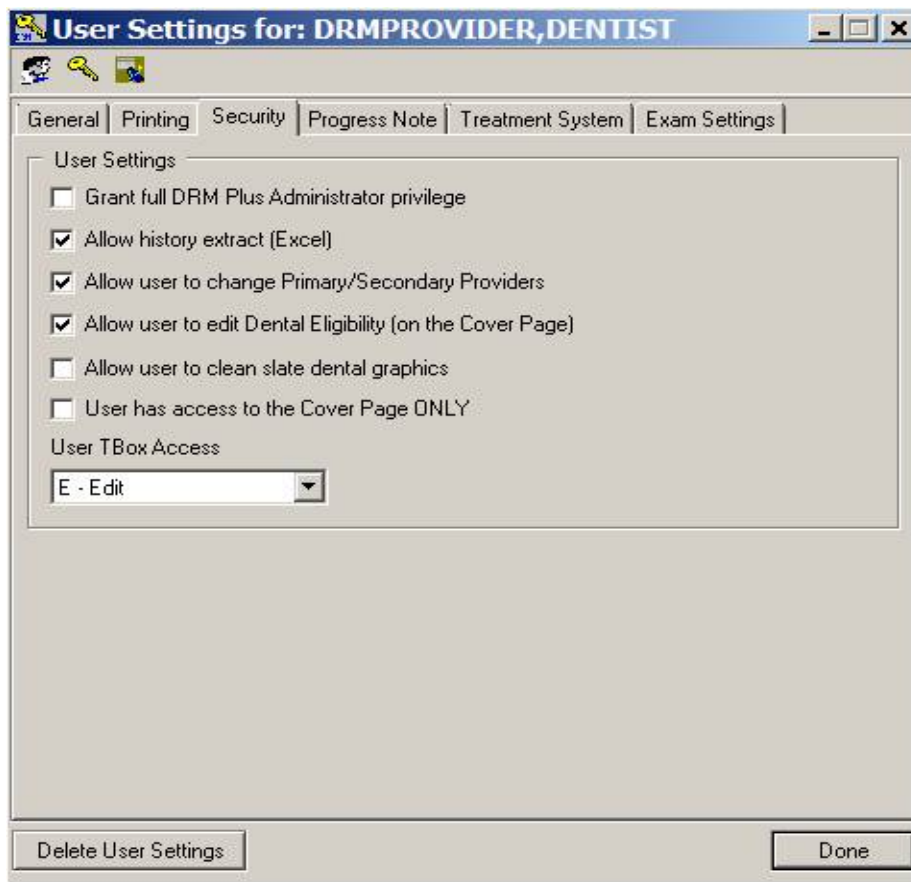 User Settings for: DRMPROVIDER,DENTIST
General Printing Security Progress Note Treatment System Exam Settings
User Settings
Grant full DRM Plus Administrator privilege
Allow history extract (Excel)
Allow user to change Primary/Secondary Providers
Allow user to edit Dental Eligibility (on the Cover Page)
Allow user to clean slate dental graphics
User has access to the Cover Page ONLY
User TBox Access
E - Edit
Delete User Settings Done